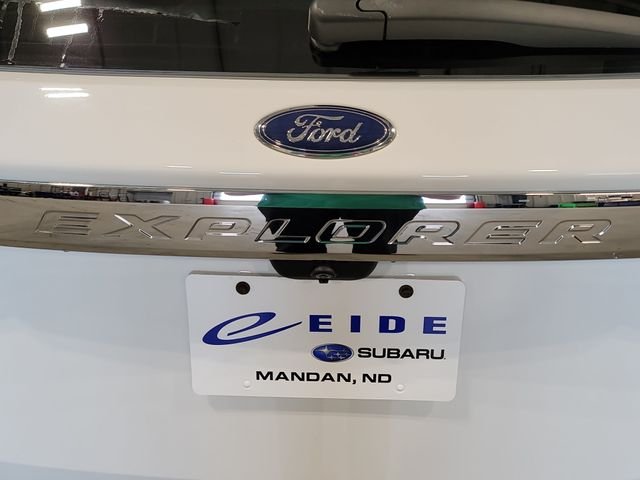 Ford
EXPLORER
e EIDE
SUBARU
MANDAN, ND